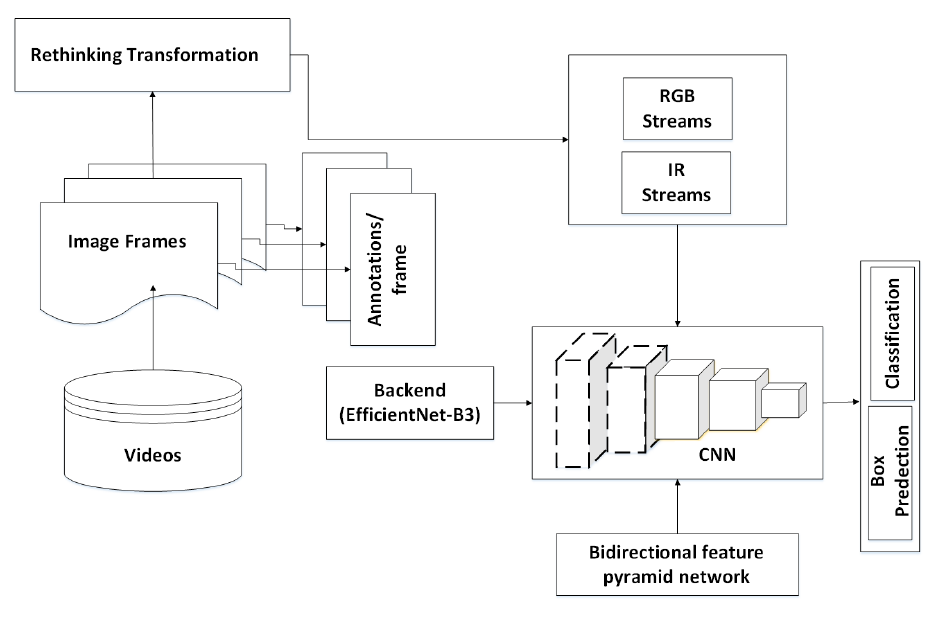 Rethinking Transformation
RGB
Streams
IR
Streams
Image Frames
Annotations/
frame
Videos
Backend
(EfficientNet-B3)
CNN
Classification
Box
Predection
Bidirectional feature
pyramid network